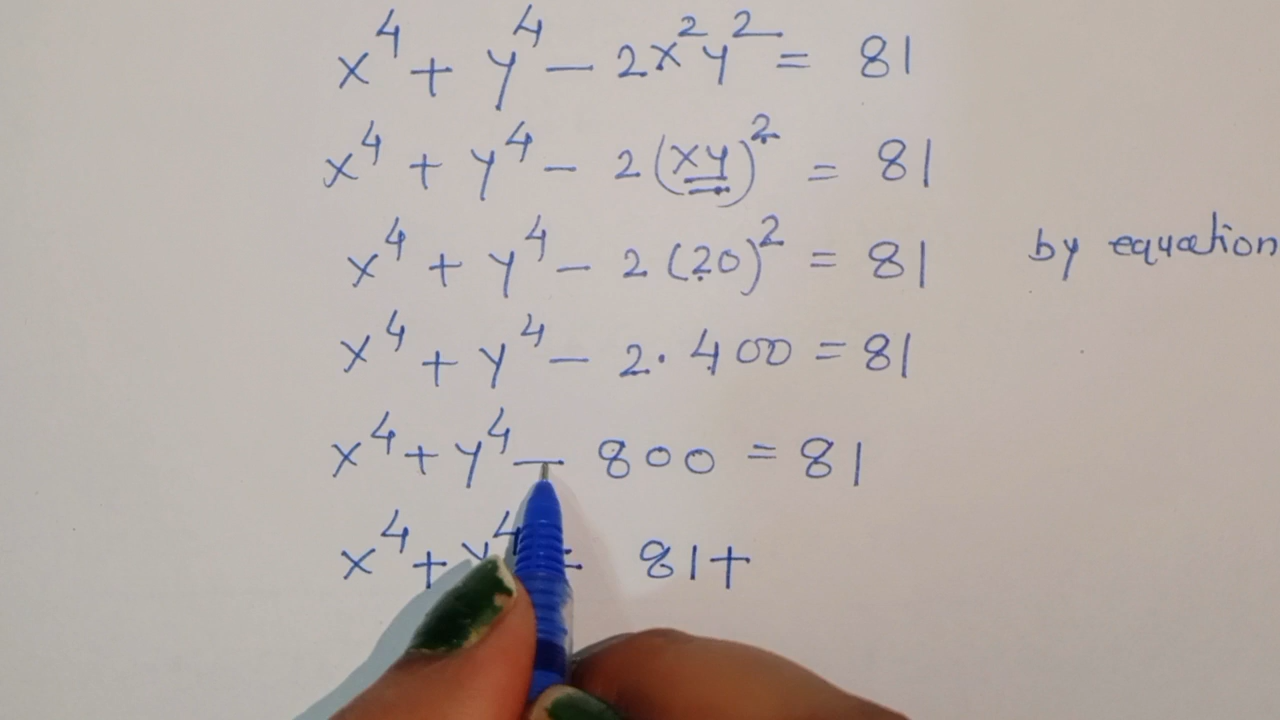 x⁴ + y⁴ − 2x²y² = 81
x⁴ + y⁴ − 2(xy)² = 81
x⁴ + y⁴ − 2(20)² = 81 by equation
x⁴ + y⁴ − 2·400 = 81
x⁴ + y⁴ − 800 = 81
x⁴ + y⁴ = 81+